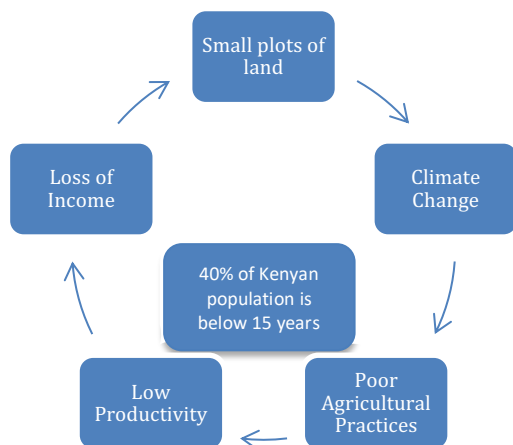 Small plots of
land
Climate
Change
Poor
Agricultural
Practices
Low
Productivity
Loss of
Income
40% of Kenyan
population is
below 15 years